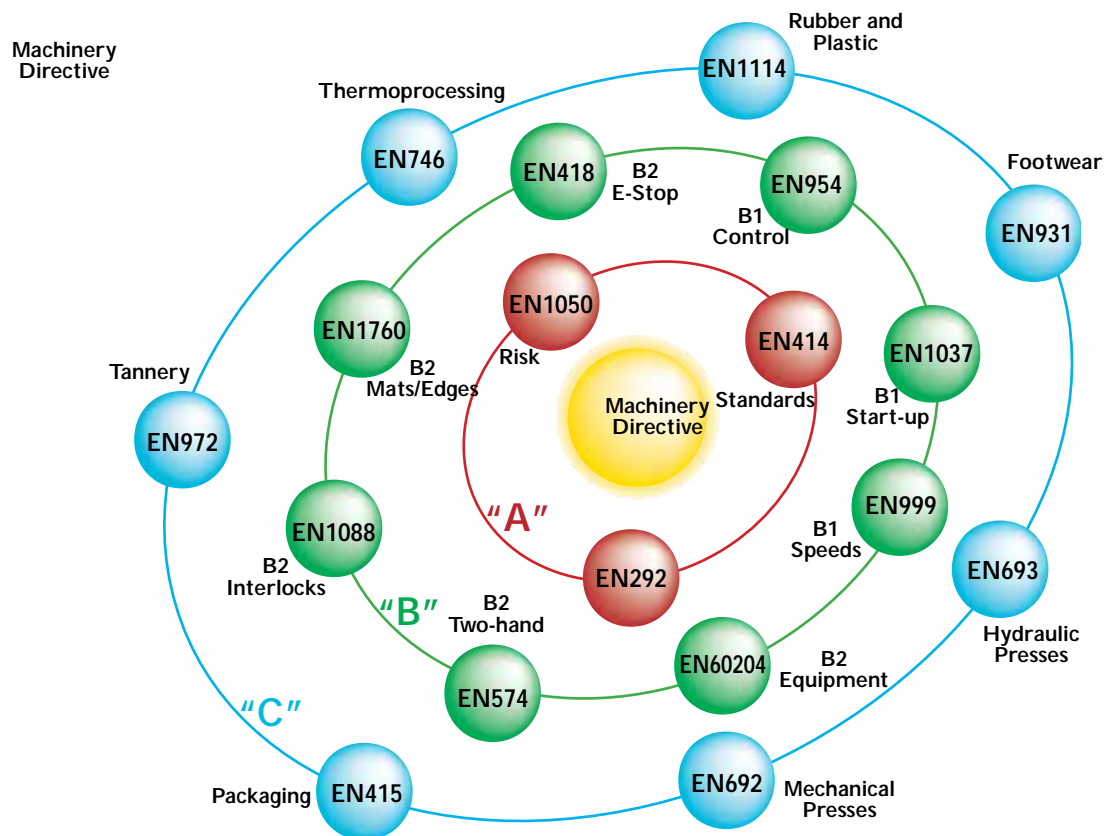 Machinery
Directive
Rubber and
Plastic
EN1114
Thermoprocessing
EN746
EN418
B2
E-Stop
EN954
B1
Control
Footwear
EN931
EN1050
Risk
EN414
Standards
EN1760
B2
Mats/Edges
EN1037
B1
Start-up
Machinery
Directive
Tannery
EN972
EN1088
B2
Interlocks
"A"
EN999
B1
Speeds
EN292
EN693
Hydraulic
Presses
"B"
B2
Two-hand
EN574
EN60204
B2
Equipment
"C"
Packaging
EN415
EN692
Mechanical
Presses